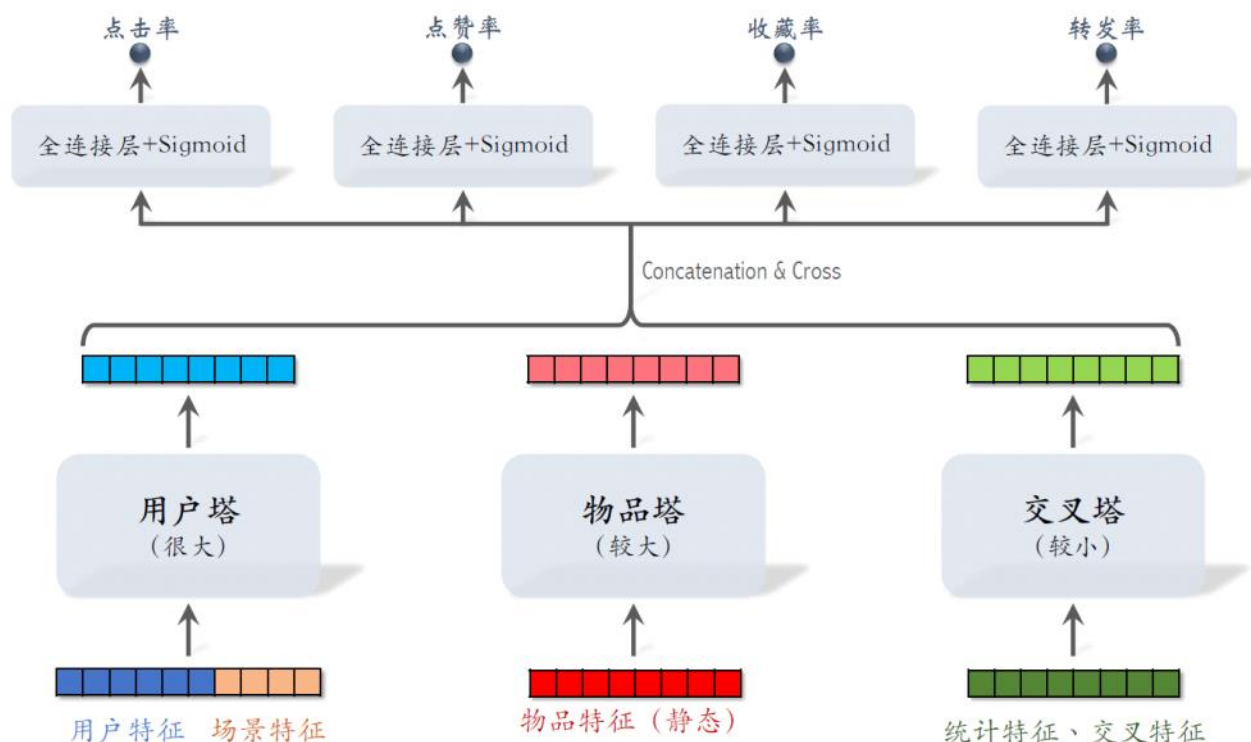 点击率 点赞率 收藏率 转发率
全连接层+Sigmoid 全连接层+Sigmoid 全连接层+Sigmoid 全连接层+Sigmoid
Concatenation & Cross
用户塔 物品塔 交叉塔
(很大) (较大) (较小)
用户特征 场景特征 物品特征(静态) 统计特征、交叉特征